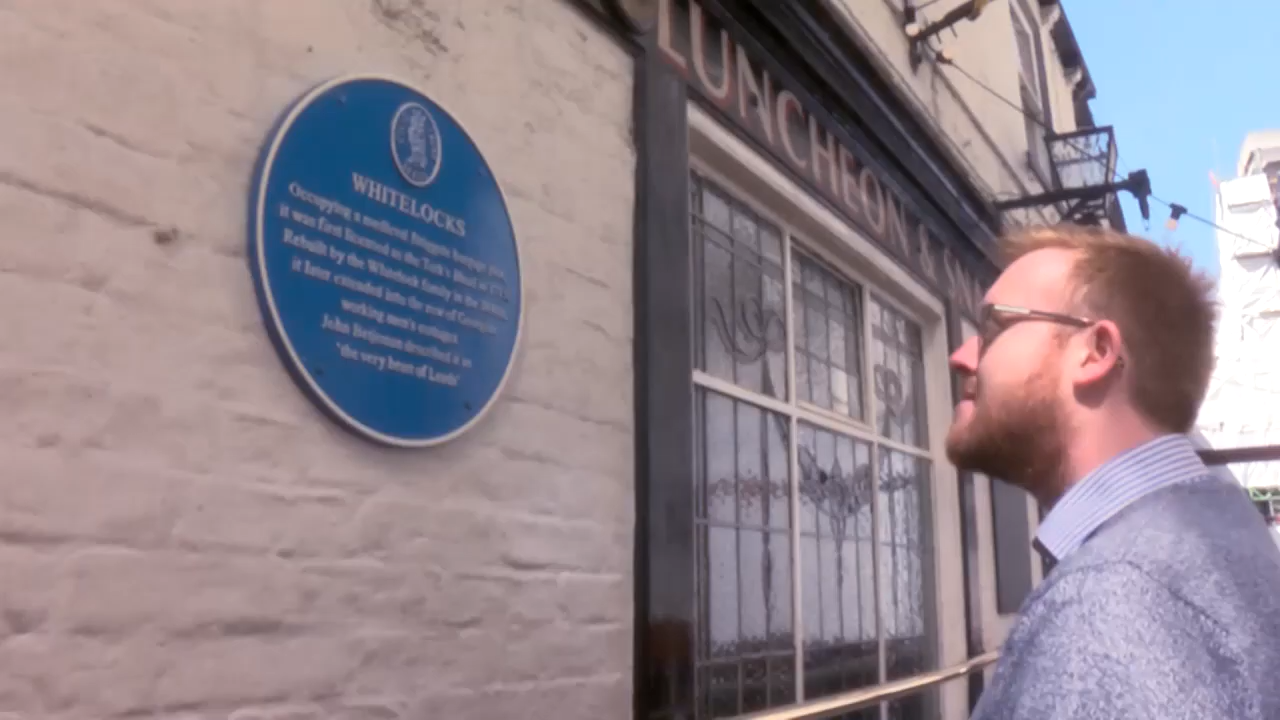 WHITELOCKS
Occupying a medieval Briggate burgage plot,
it was first licensed as the Turk's Head in
Rebuilt by the Whitelock family in the 1880s,
it later extended into the row of Georgian
working men's cottages
John Betjeman described it as
'the very heart of Leeds'
LUNCHEON &